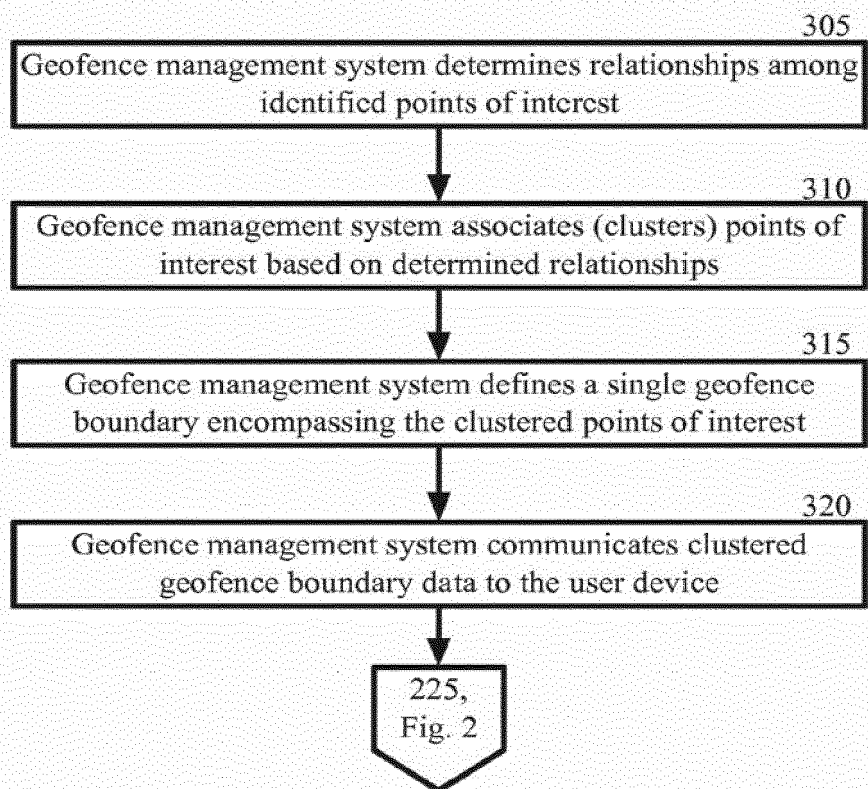 305
Geofence management system determines relationships among
identified points of interest
310
Geofence management system associates (clusters) points of
interest based on determined relationships
315
Geofence management system defines a single geofence
boundary encompassing the clustered points of interest
320
Geofence management system communicates clustered
geofence boundary data to the user device
225,
Fig. 2